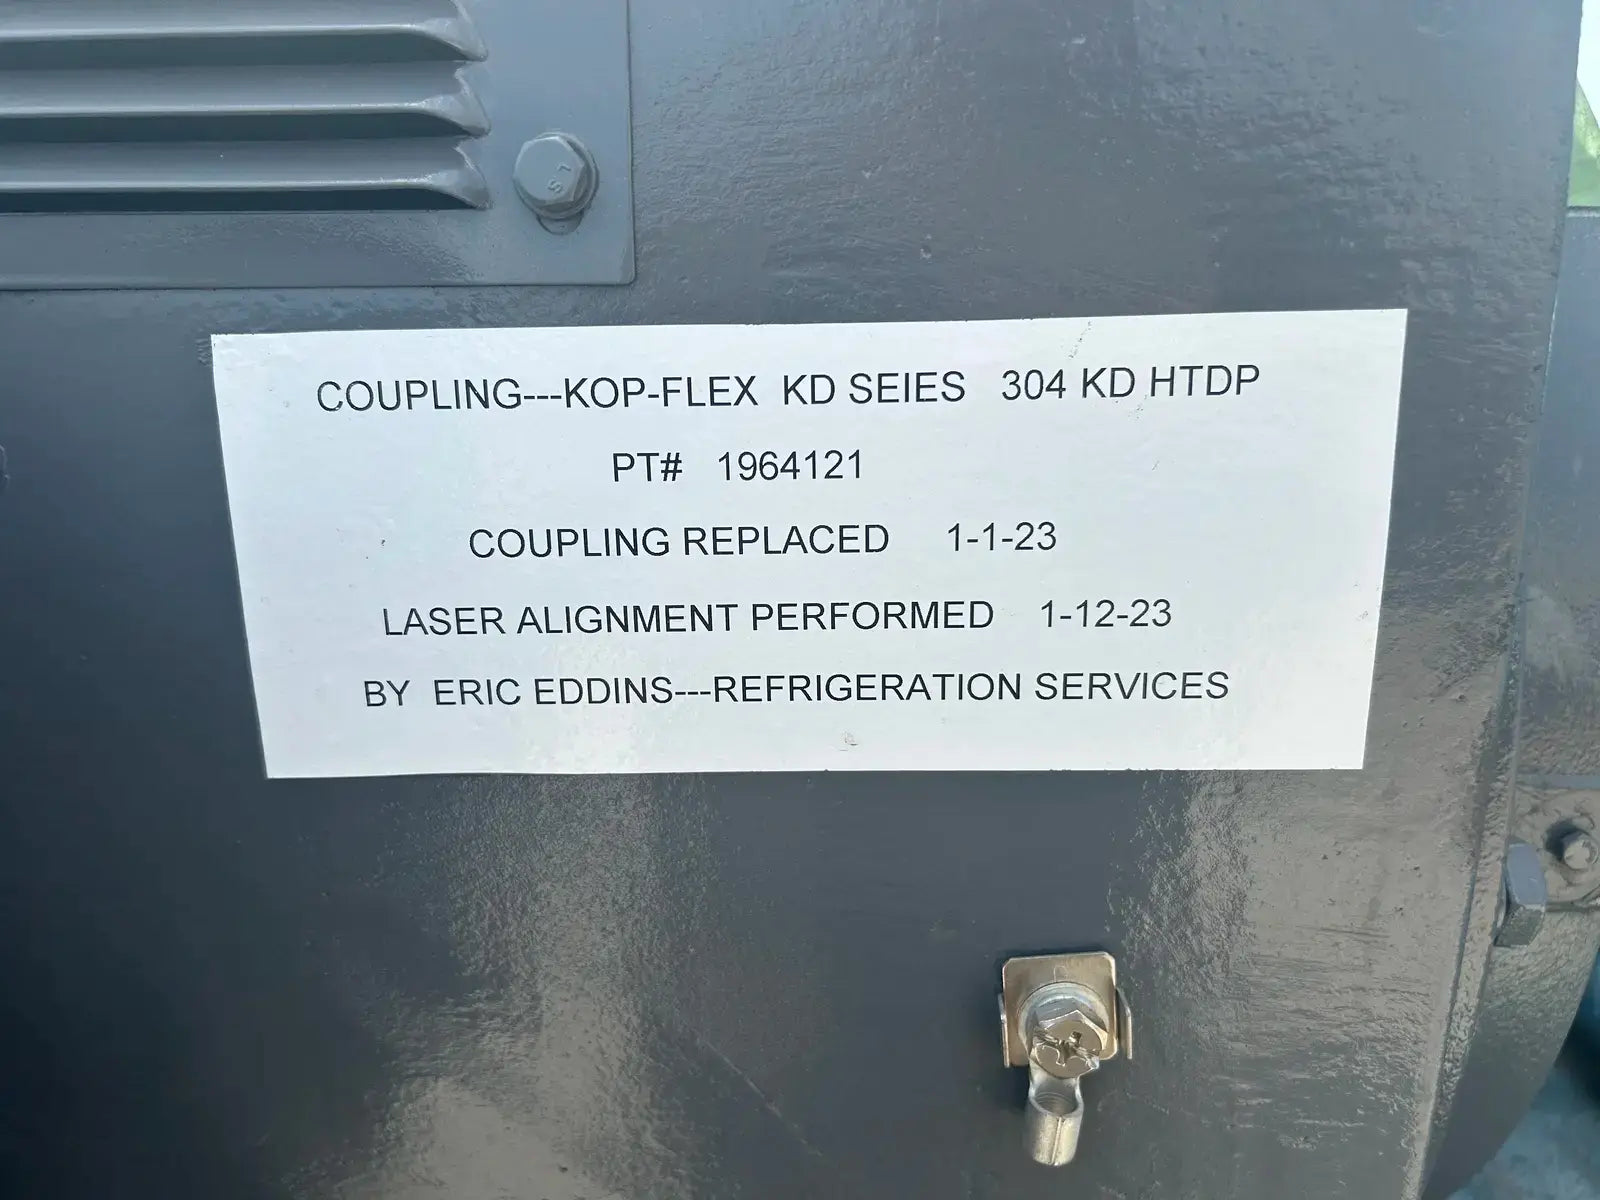 L S
COUPLING---KOP-FLEX KD SEIES 304 KD HTDP
PT# 1964121
COUPLING REPLACED 1-1-23
LASER ALIGNMENT PERFORMED 1-12-23
BY ERIC EDDINS---REFRIGERATION SERVICES